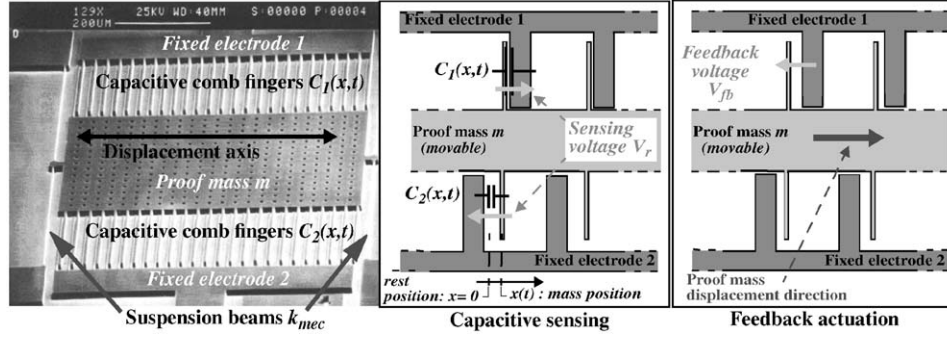 129X 25KV WD:40MM S:00000 P:00004
200UM
D
Fixed electrode 1
Capacitive comb fingers C1(x,t)
Displacement axis
Proof mass m
Capacitive comb fingers C2(x,t)
Fixed electrode 2
Suspension beams kmec
Fixed electrode 1
C1(x,t)
Proof mass m
(movable)
Sensing
voltage Vr
C2(x,t)
Fixed electrode 2
rest
position: x= 0
x(t) : mass position
Capacitive sensing
Fixed electrode 1
Feedback
voltage
Vfb
Proof mass m
(movable)
Fixed electrode 2
Proof mass
displacement direction
Feedback actuation